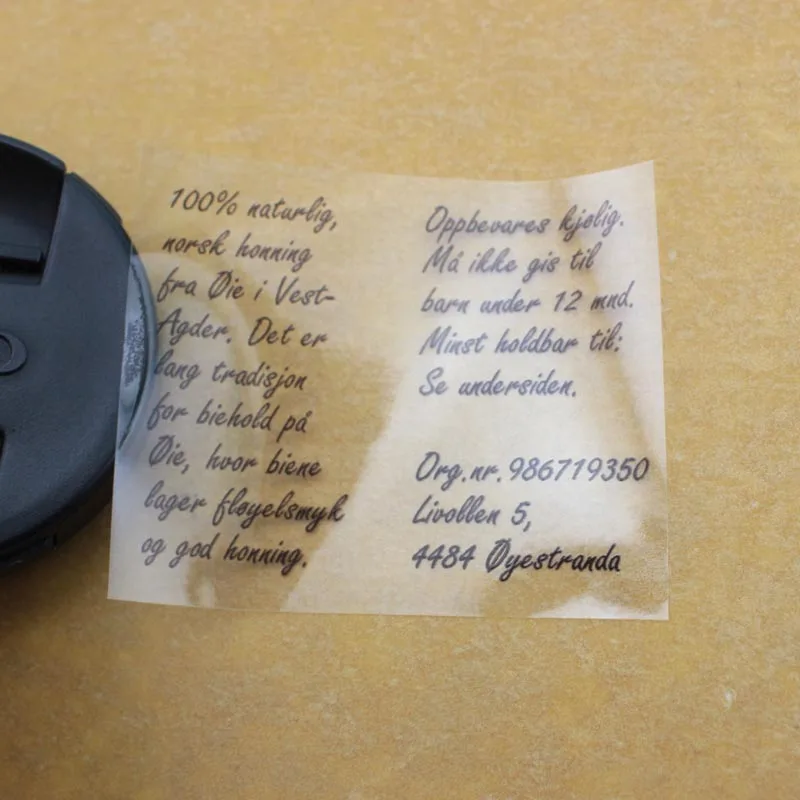 100% naturlig,
norsk honning
fra Øie i Vest-
Agder. Det er
lang tradisjon
for biehold på
Øie, hvor biene
lager fløyelsmyk
og god honning.
Oppbevares kjølig.
Må ikke gis til
barn under 12 mnd.
Minst holdbar til:
Se undersiden.
Org.nr.986719350
Livollen 5,
4484 Øyestranda